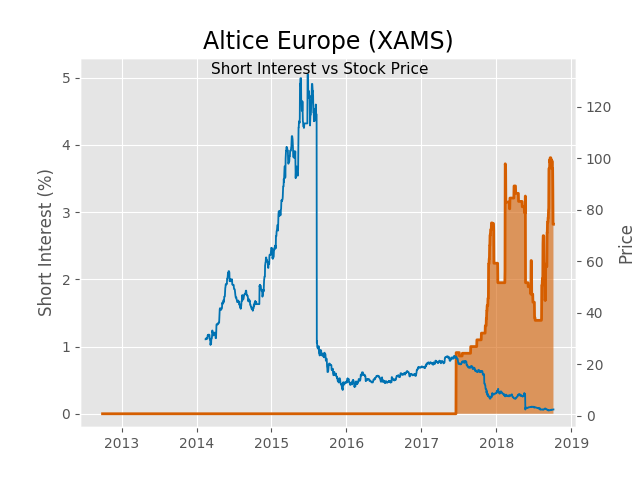 Altice Europe (XAMS)
Short Interest vs Stock Price
Short Interest (%)
5
4
3
2
1
0
120
100
80
60
40
20
0
Price
2013 2014 2015 2016 2017 2018 2019